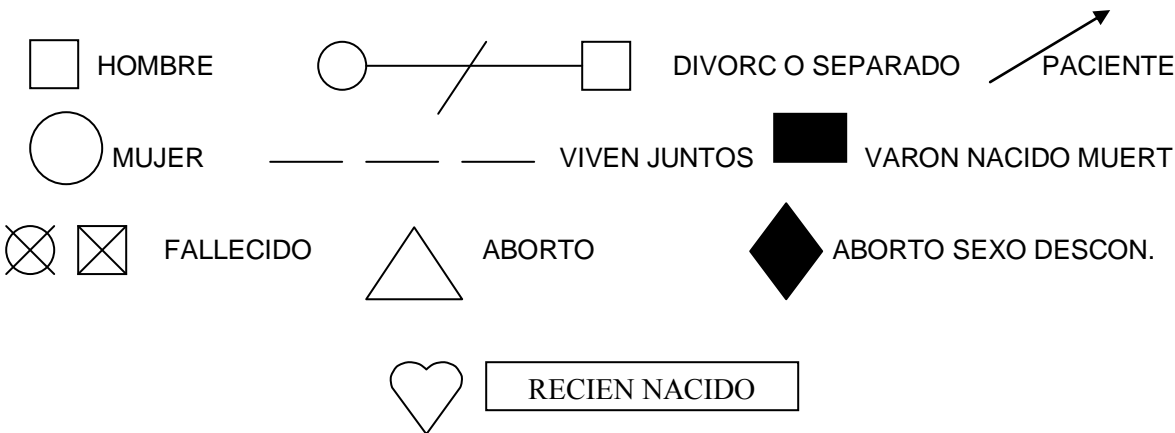 HOMBRE DIVORC O SEPARADO PACIENTE
MUJER VIVEN JUNTOS VARON NACIDO MUERT
FALLECIDO ABORTO ABORTO SEXO DESCON.
RECIEN NACIDO